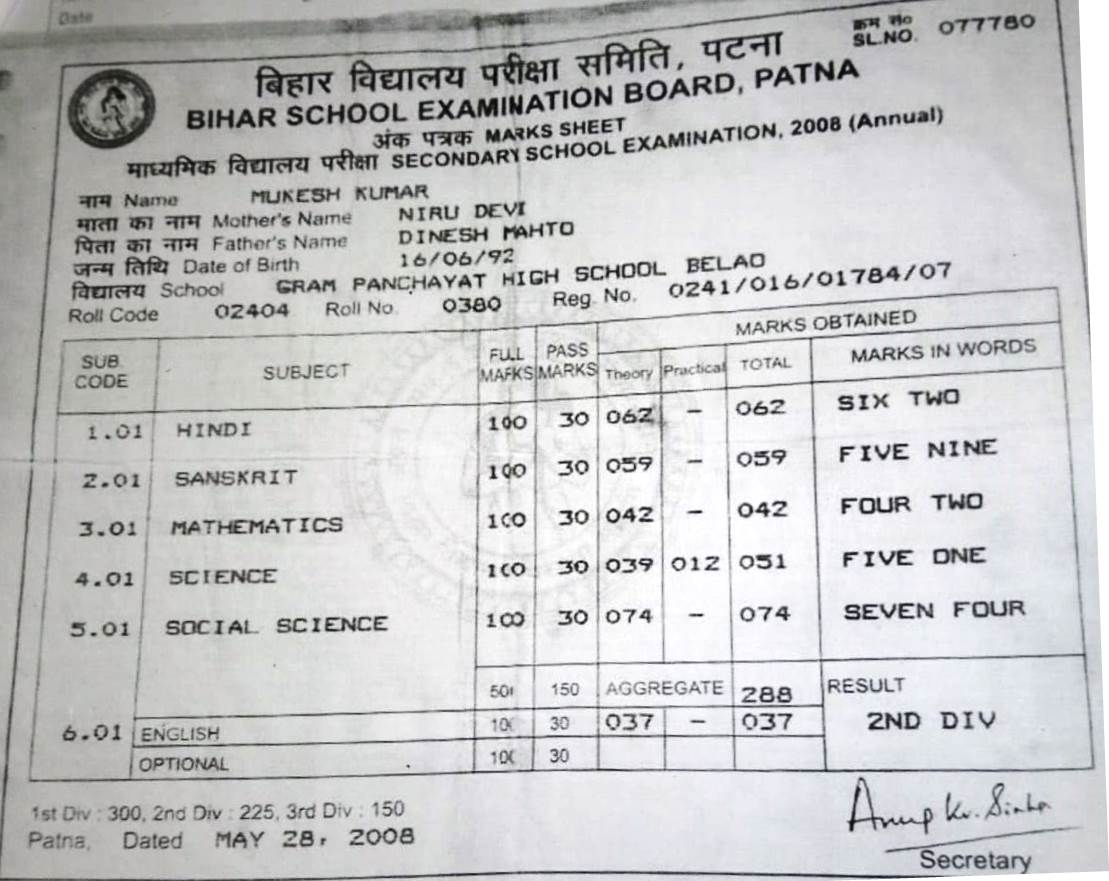 Date
क्रम सं०
SL.NO. 077780
बिहार विद्यालय परीक्षा समिति, पटना
BIHAR SCHOOL EXAMINATION BOARD, PATNA
अंक पत्रक MARKS SHEET
माध्यमिक विद्यालय परीक्षा SECONDARY SCHOOL EXAMINATION, 2008 (Annual)
नाम Name MUKESH KUMAR
माता का नाम Mother's Name NIRU DEVI
पिता का नाम Father's Name DINESH MAHTO
जन्म तिथि Date of Birth 16/06/92
विद्यालय School GRAM PANCHAYAT HIGH SCHOOL BELAO
Roll Code 02404 Roll No. 0380 Reg. No. 0241/016/01784/07
SUB. CODE SUBJECT FULL MARKS PASS MARKS MARKS OBTAINED
Theory Practical TOTAL MARKS IN WORDS
1.01 HINDI 100 30 062 - 062 SIX TWO
2.01 SANSKRIT 100 30 059 - 059 FIVE NINE
3.01 MATHEMATICS 100 30 042 - 042 FOUR TWO
4.01 SCIENCE 100 30 039 012 051 FIVE ONE
5.01 SOCIAL SCIENCE 100 30 074 - 074 SEVEN FOUR
500 150 AGGREGATE 288 RESULT
6.01 ENGLISH 100 30 037 - 037 2ND DIV
OPTIONAL 100 30
1st Div : 300, 2nd Div : 225, 3rd Div : 150
Patna, Dated MAY 28, 2008
Anup Kr. Sinha
Secretary